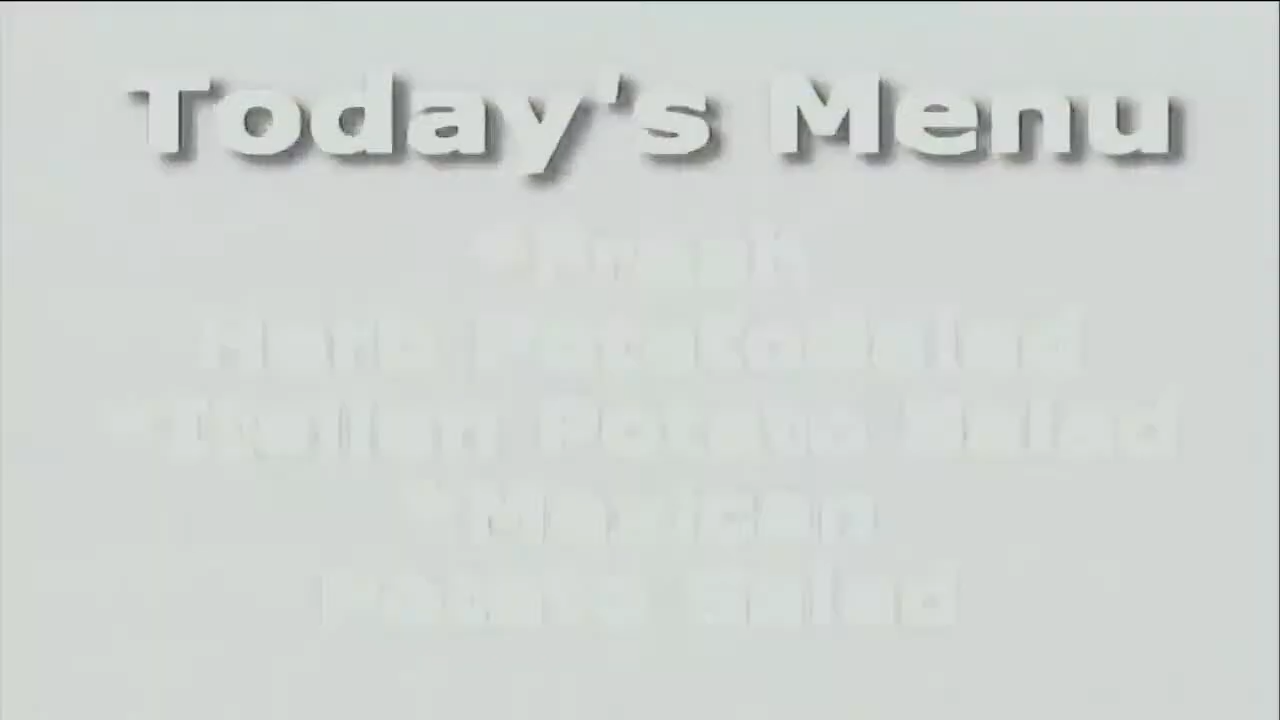 Today's Menu
*Fresh
Herb Potato Salad
*Italian Potato Salad
*Mexican
Potato Salad